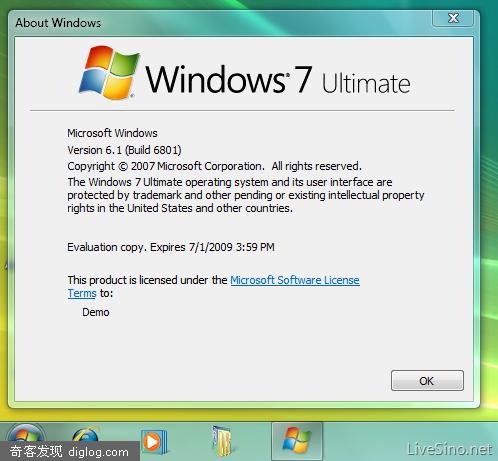 About Windows
Windows 7 Ultimate
Microsoft Windows
Version 6.1 (Build 6801)
Copyright © 2007 Microsoft Corporation. All rights reserved.
The Windows 7 Ultimate operating system and its user interface are
protected by trademark and other pending or existing intellectual property
rights in the United States and other countries.
Evaluation copy. Expires 7/1/2009 3:59 PM
This product is licensed under the Microsoft Software License
Terms to:
Demo
OK
奇客发现 diglog.com
LiveSino.net